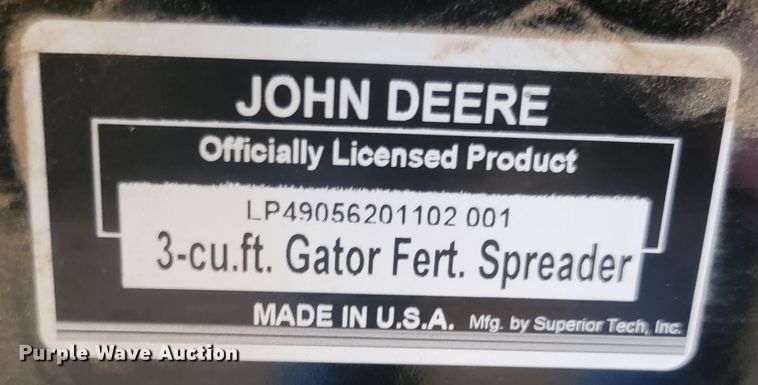 JOHN DEERE
Officially Licensed Product
LP49056201102 001
3-cu.ft. Gator Fert. Spreader
MADE IN U.S.A. Mfg. by Superior Tech, Inc.
Purple Wave Auction